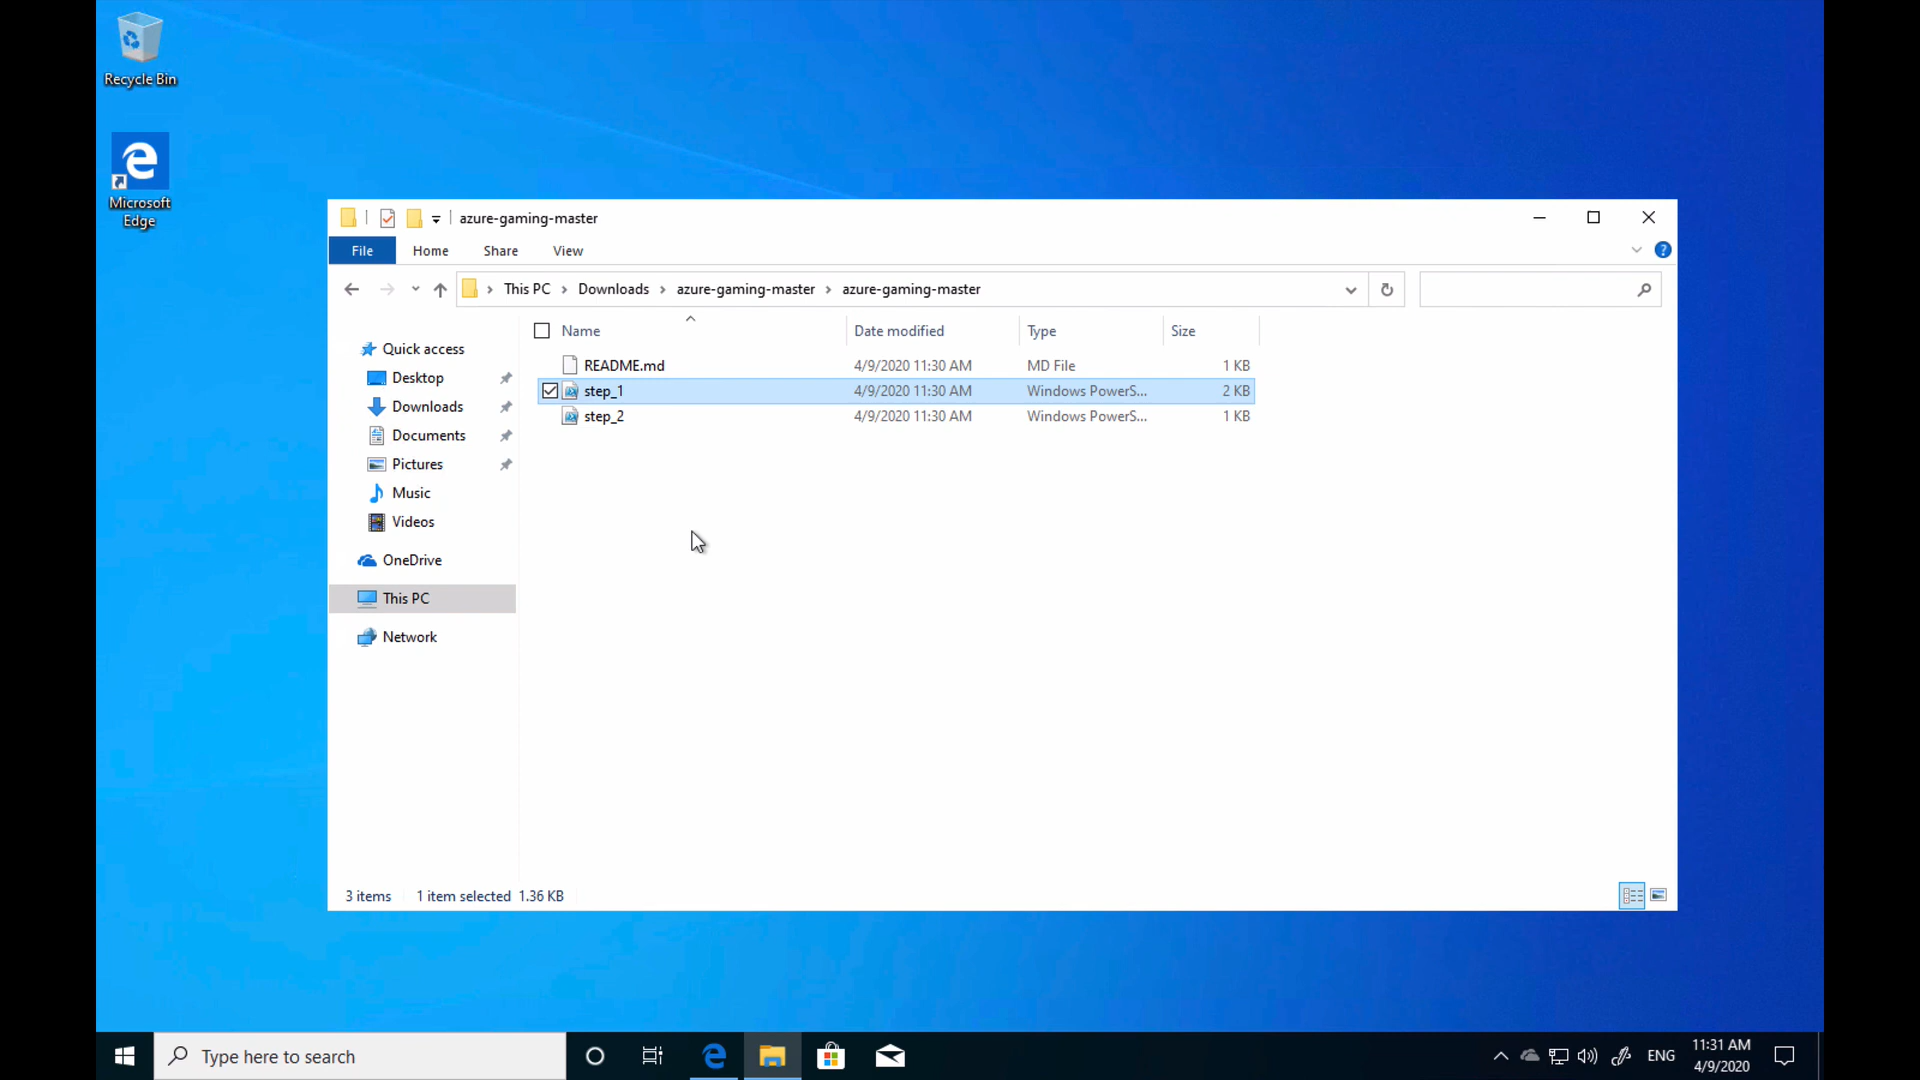 Recycle Bin
Microsoft
Edge
azure-gaming-master
File Home Share View
This PC Downloads azure-gaming-master azure-gaming-master
Name Date modified Type Size
README.md 4/9/2020 11:30 AM MD File 1 KB
step_1 4/9/2020 11:30 AM Windows PowerS... 2 KB
step_2 4/9/2020 11:30 AM Windows PowerS... 1 KB
Quick access
Desktop
Downloads
Documents
Pictures
Music
Videos
OneDrive
This PC
Network
3 items 1 item selected 1.36 KB
Type here to search
ENG
11:31 AM
4/9/2020